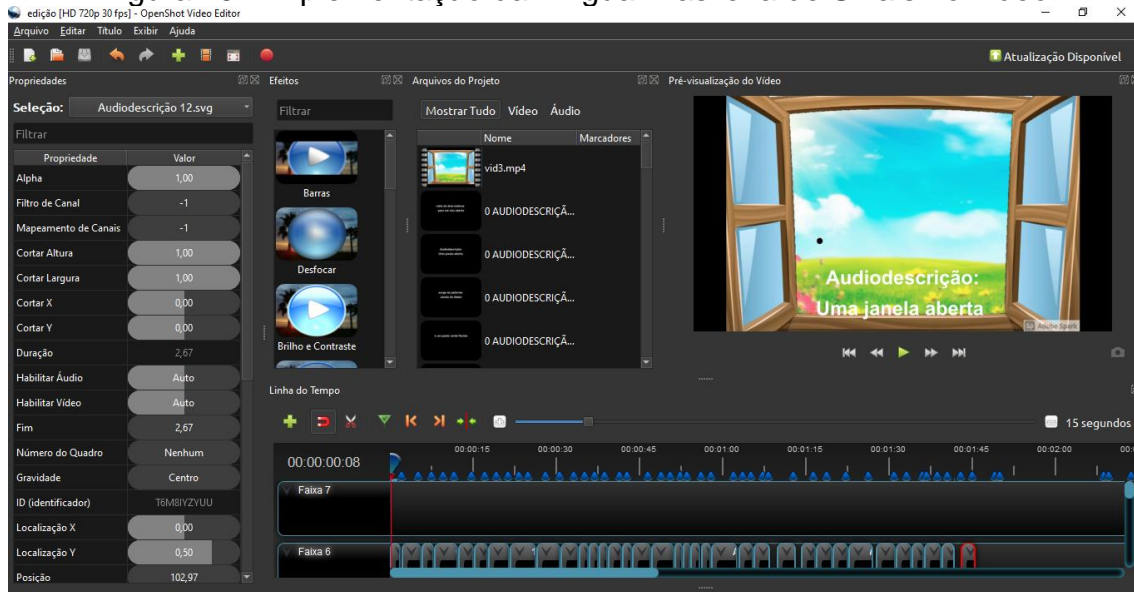 edição [HD 720p 30 fps] - OpenShot Video Editor
Arquivo Editar Título Exibir Ajuda
Atualização Disponível
Propriedades
Seleção: Audiodescrição 12.svg
Filtrar
Propriedade Valor
Alpha 1,00
Filtro de Canal -1
Mapeamento de Canais -1
Cortar Altura 1,00
Cortar Largura 1,00
Cortar X 0,00
Cortar Y 0,00
Duração 2,67
Habilitar Áudio Auto
Habilitar Vídeo Auto
Fim 2,67
Número do Quadro Nenhum
Gravidade Centro
ID (identificador) T6M8IYZYUU
Localização X 0,00
Localização Y 0,50
Posição 102,97
Efeitos
Filtrar
Barras
Desfocar
Brilho e Contraste
Arquivos do Projeto
Mostrar Tudo Vídeo Áudio
Nome Marcadores
vid3.mp4
0 AUDIODESCRIÇÃ...
0 AUDIODESCRIÇÃ...
0 AUDIODESCRIÇÃ...
0 AUDIODESCRIÇÃ...
Pré-visualização do Vídeo
Audiodescrição:
Uma janela aberta
Adobe Spark
Linha do Tempo
15 segundos
00:00:00:08
00:00:15 00:00:30 00:00:45 00:01:00 00:01:15 00:01:30 00:01:45 00:02:00
Faixa 7
Faixa 6